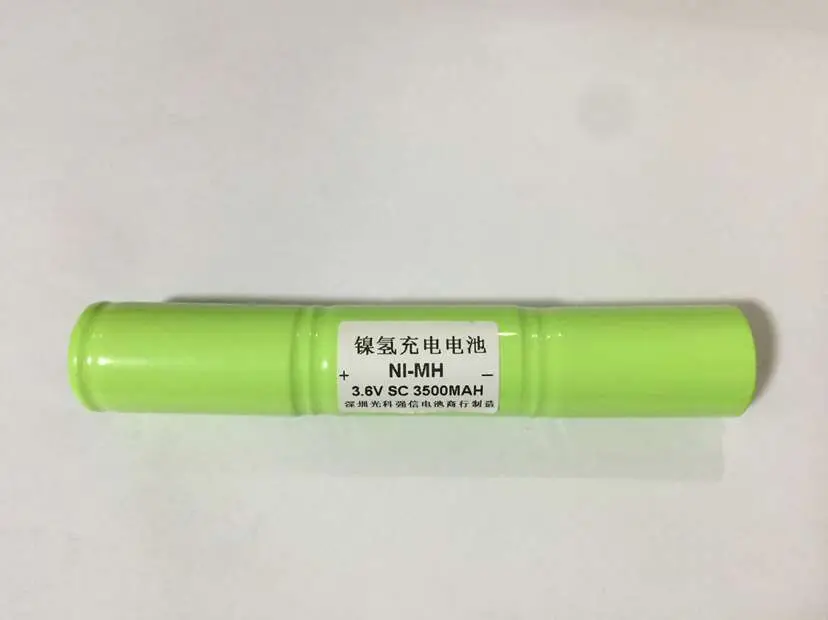 镍氢充电电池
NI-MH
+ −
3.6V SC 3500MAH
深圳光科强信电池商行制造